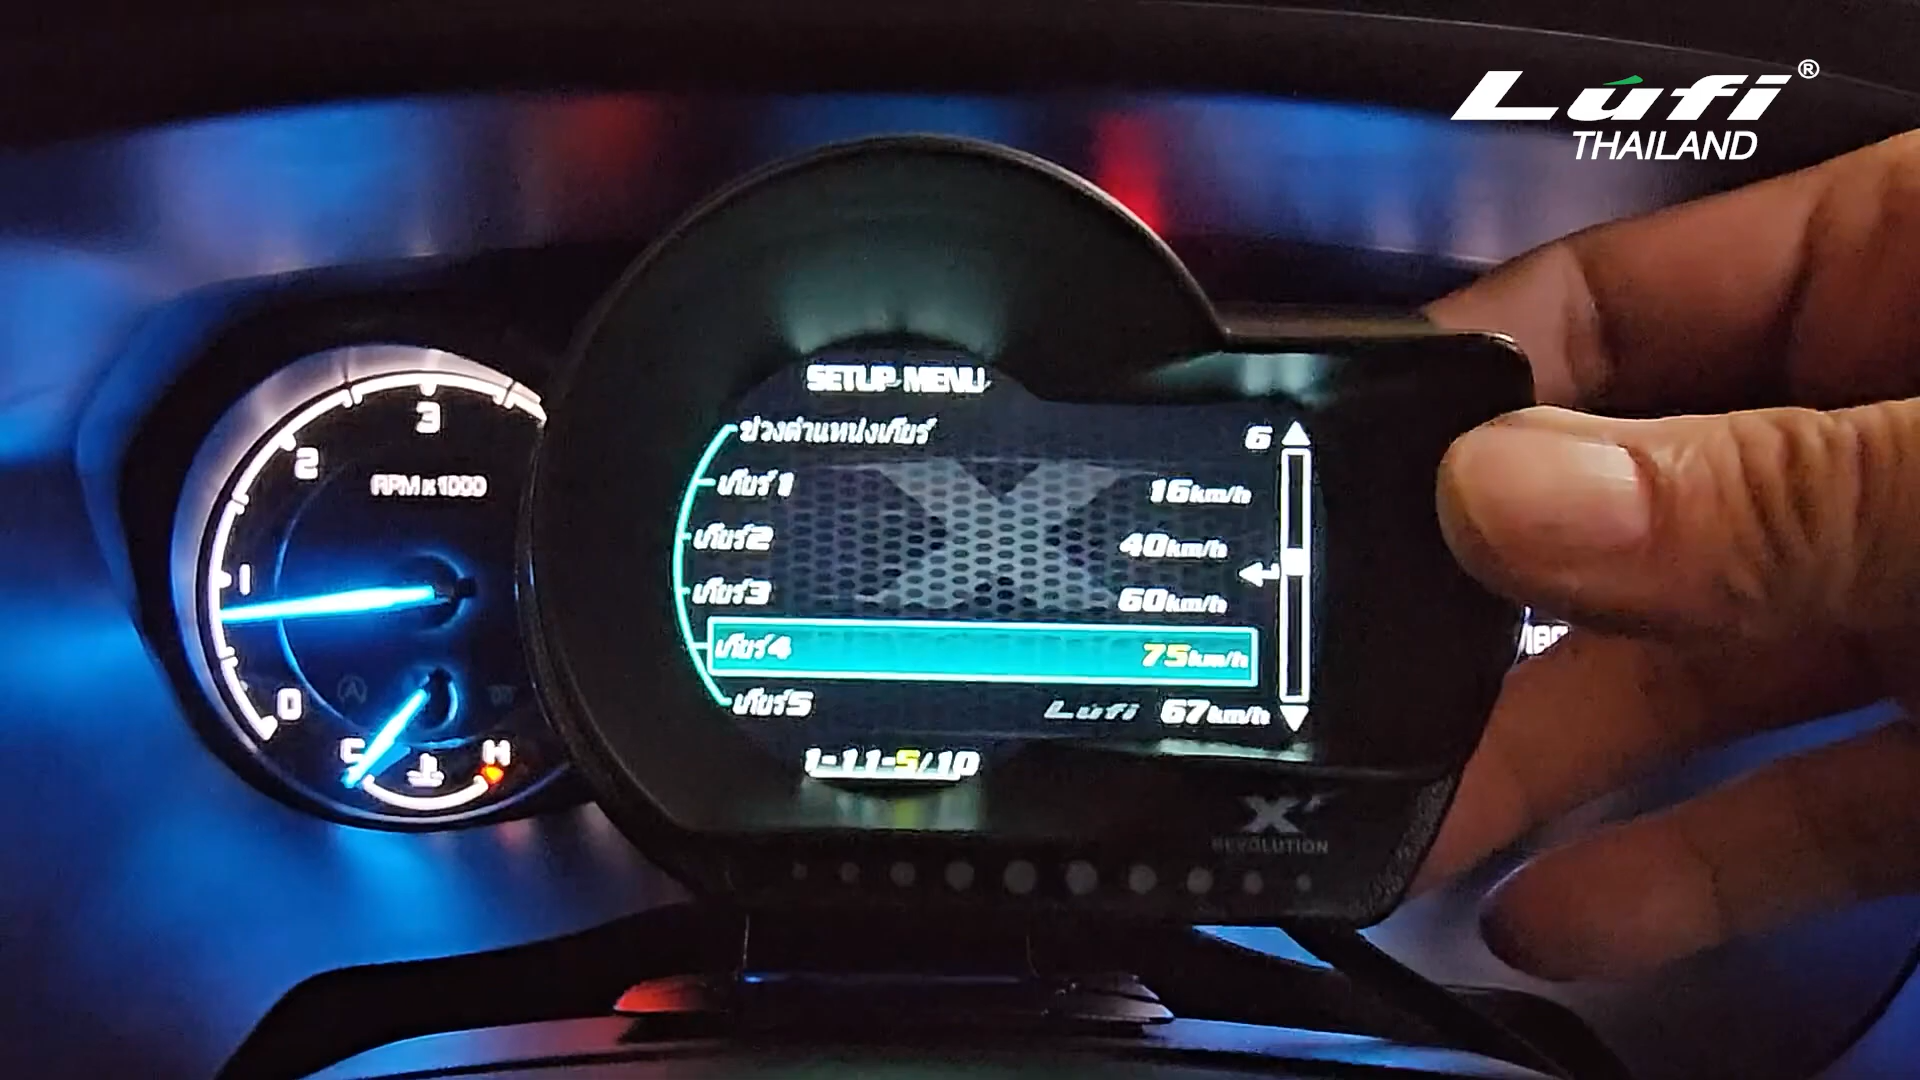 Lufi®
THAILAND
SETUP MENU
ช่วงตำแหน่งเกียร์ 6
เกียร์ 1 16km/h
เกียร์2 40km/h
เกียร์3 60km/h
เกียร์4 75km/h
เกียร์5 Lufi 67km/h
1-11-5/10
X
REVOLUTION
3
2
RPM x1000
1
0
C H